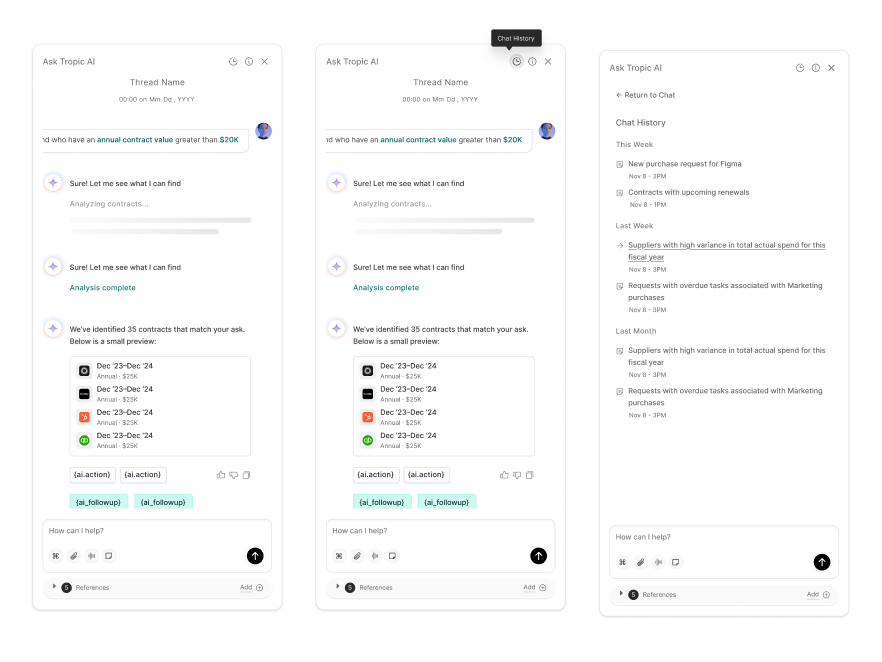 Ask Tropic AI
Thread Name
00:00 on Mm Dd, YYYY
nd who have an annual contract value greater than $20K
Sure! Let me see what I can find
Analyzing contracts...
Sure! Let me see what I can find
Analysis complete
We've identified 35 contracts that match your ask.
Below is a small preview:
Dec '23–Dec '24
Annual · $25K
Dec '23–Dec '24
Annual · $25K
Dec '23–Dec '24
Annual · $25K
Dec '23–Dec '24
Annual · $25K
{ai.action} {ai.action}
{ai_followup} {ai_followup}
How can I help?
5 References Add
Chat History
Ask Tropic AI
Thread Name
00:00 on Mm Dd, YYYY
nd who have an annual contract value greater than $20K
Sure! Let me see what I can find
Analyzing contracts...
Sure! Let me see what I can find
Analysis complete
We've identified 35 contracts that match your ask.
Below is a small preview:
Dec '23–Dec '24
Annual · $25K
Dec '23–Dec '24
Annual · $25K
Dec '23–Dec '24
Annual · $25K
Dec '23–Dec '24
Annual · $25K
{ai.action} {ai.action}
{ai_followup} {ai_followup}
How can I help?
5 References Add
Ask Tropic AI
← Return to Chat
Chat History
This Week
New purchase request for Figma
Nov 8 - 3PM
Contracts with upcoming renewals
Nov 8 - 1PM
Last Week
→ Suppliers with high variance in total actual spend for this
fiscal year
Nov 8 - 3PM
Requests with overdue tasks associated with Marketing
purchases
Nov 8 - 3PM
Last Month
Suppliers with high variance in total actual spend for this
fiscal year
Nov 8 - 3PM
Requests with overdue tasks associated with Marketing
purchases
Nov 8 - 3PM
How can I help?
5 References Add